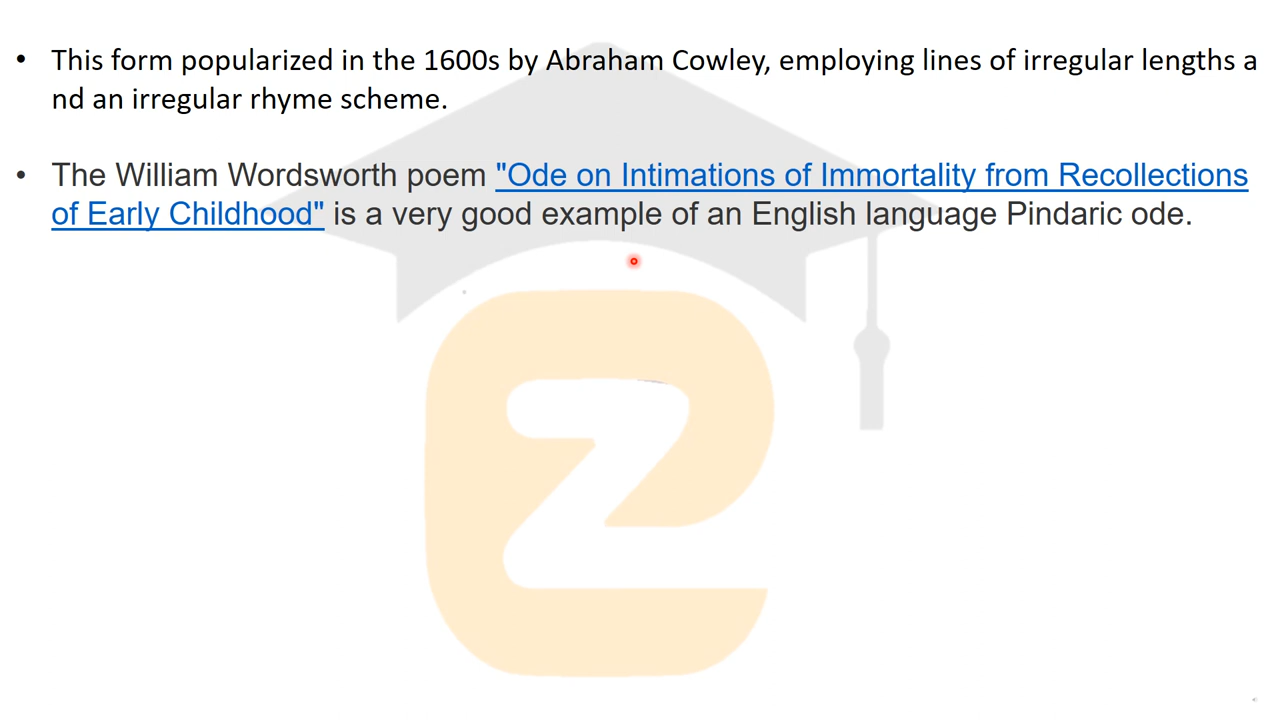 • This form popularized in the 1600s by Abraham Cowley, employing lines of irregular lengths a
nd an irregular rhyme scheme.
• The William Wordsworth poem "Ode on Intimations of Immortality from Recollections
of Early Childhood" is a very good example of an English language Pindaric ode.